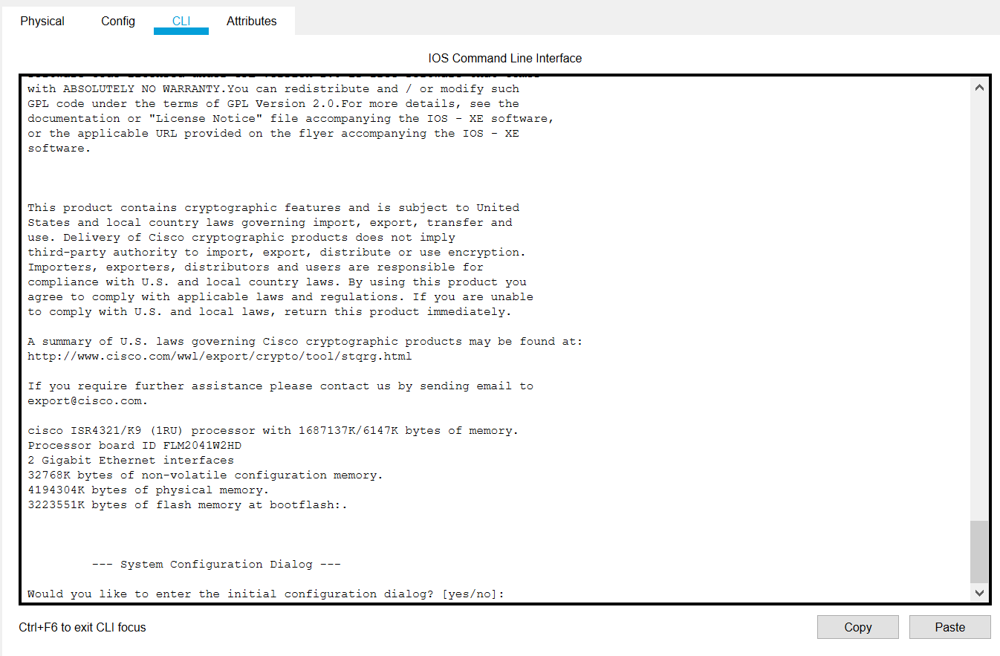 Physical Config CLI Attributes
IOS Command Line Interface
with ABSOLUTELY NO WARRANTY.You can redistribute and / or modify such
GPL code under the terms of GPL Version 2.0.For more details, see the
documentation or "License Notice" file accompanying the IOS - XE software,
or the applicable URL provided on the flyer accompanying the IOS - XE
software.
This product contains cryptographic features and is subject to United
States and local country laws governing import, export, transfer and
use. Delivery of Cisco cryptographic products does not imply
third-party authority to import, export, distribute or use encryption.
Importers, exporters, distributors and users are responsible for
compliance with U.S. and local country laws. By using this product you
agree to comply with applicable laws and regulations. If you are unable
to comply with U.S. and local laws, return this product immediately.
A summary of U.S. laws governing Cisco cryptographic products may be found at:
http://www.cisco.com/wwl/export/crypto/tool/stqrg.html
If you require further assistance please contact us by sending email to
export@cisco.com.
cisco ISR4321/K9 (1RU) processor with 1687137K/6147K bytes of memory.
Processor board ID FLM2041W2HD
2 Gigabit Ethernet interfaces
32768K bytes of non-volatile configuration memory.
4194304K bytes of physical memory.
3223551K bytes of flash memory at bootflash:.
--- System Configuration Dialog ---
Would you like to enter the initial configuration dialog? [yes/no]:
Ctrl+F6 to exit CLI focus
Copy Paste